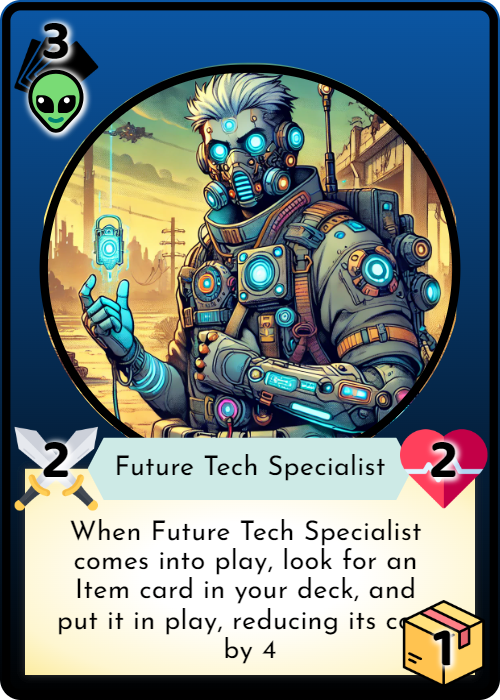 3
2
Future Tech Specialist
2
When Future Tech Specialist
comes into play, look for an
Item card in your deck, and
put it in play, reducing its
by 4
1